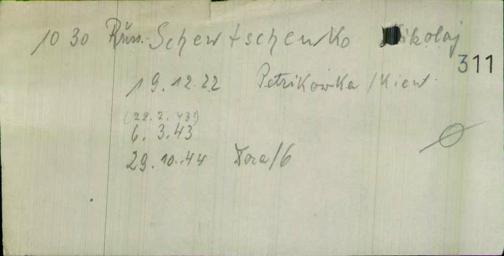 10 30 Russ. Schewtschenko Nikolaj
311
19.12.22 Petrikowka / Kiew.
(28.2.43)
6. 3.43
29.10.44 Dora/6